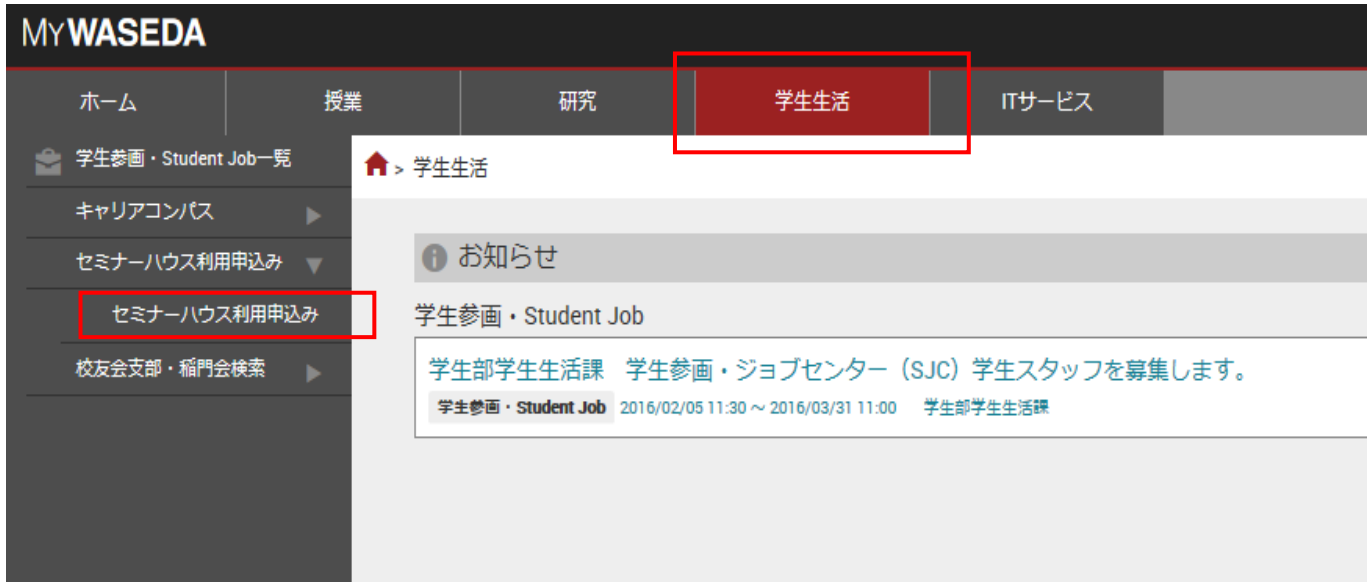 MYWASEDA
ホーム 授業 研究 学生生活 ITサービス
学生参画・Student Job一覧
キャリアコンパス
セミナーハウス利用申込み
セミナーハウス利用申込み
校友会支部・稲門会検索
> 学生生活
お知らせ
学生参画・Student Job
学生部学生生活課 学生参画・ジョブセンター（SJC）学生スタッフを募集します。
学生参画・Student Job 2016/02/05 11:30 ～ 2016/03/31 11:00 学生部学生生活課